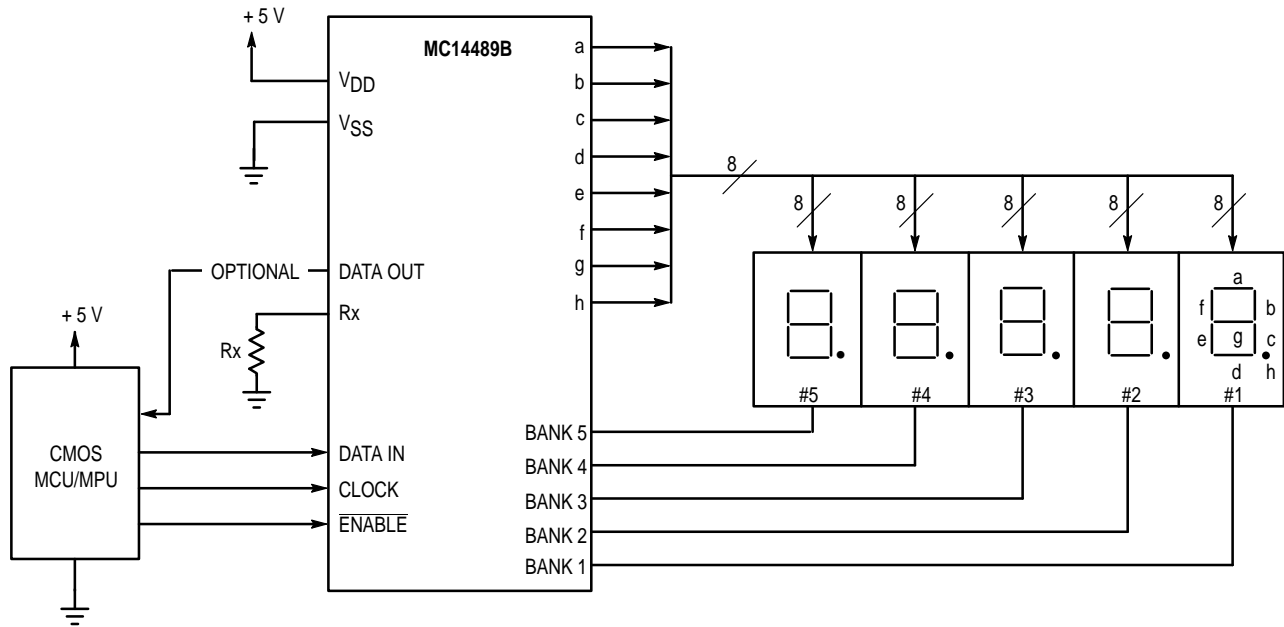 + 5 V
MC14489B
VDD
VSS
a
b
c
d
e
f
g
h
8
8
8
8
8
8
OPTIONAL
DATA OUT
Rx
Rx
+ 5 V
CMOS
MCU/MPU
DATA IN
CLOCK
ENABLE
BANK 5
BANK 4
BANK 3
BANK 2
BANK 1
a
f
b
g
e
c
d
h
#5
#4
#3
#2
#1